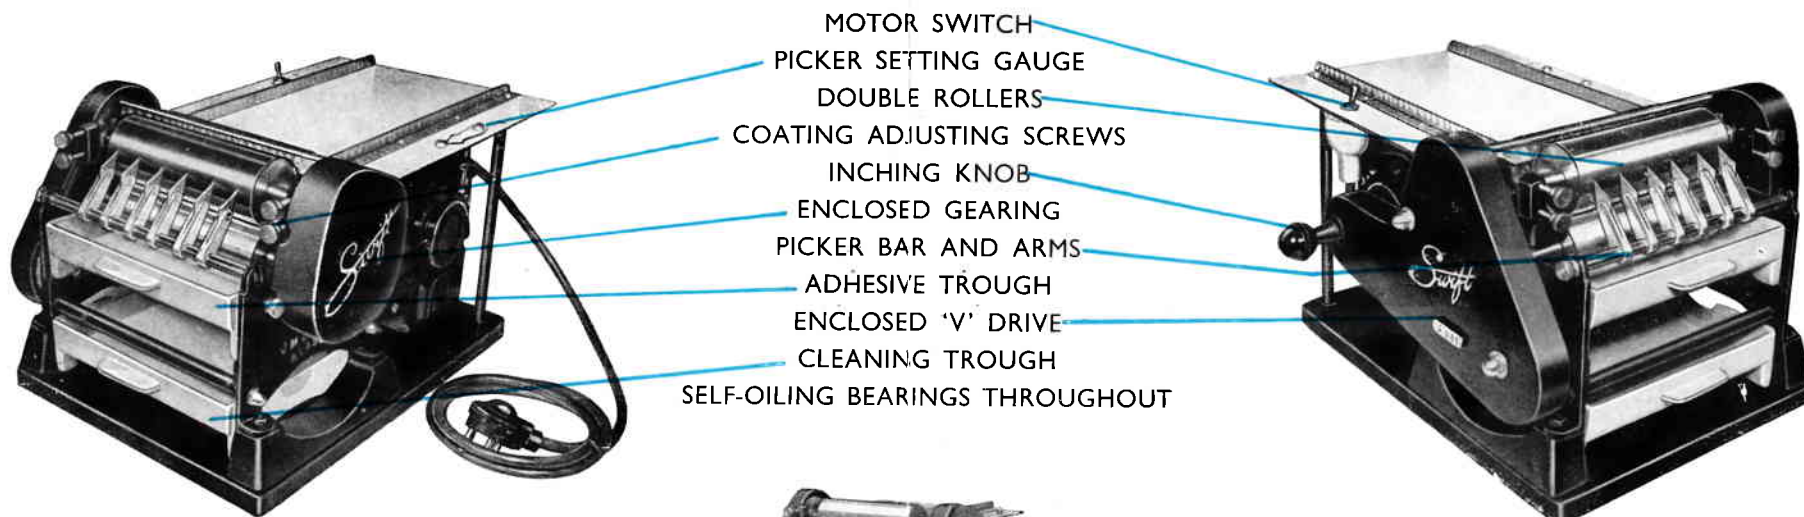 MOTOR SWITCH
PICKER SETTING GAUGE
DOUBLE ROLLERS
COATING ADJUSTING SCREWS
INCHING KNOB
ENCLOSED GEARING
PICKER BAR AND ARMS
ADHESIVE TROUGH
ENCLOSED ‘V’ DRIVE
CLEANING TROUGH
SELF-OILING BEARINGS THROUGHOUT
Swift
Swift